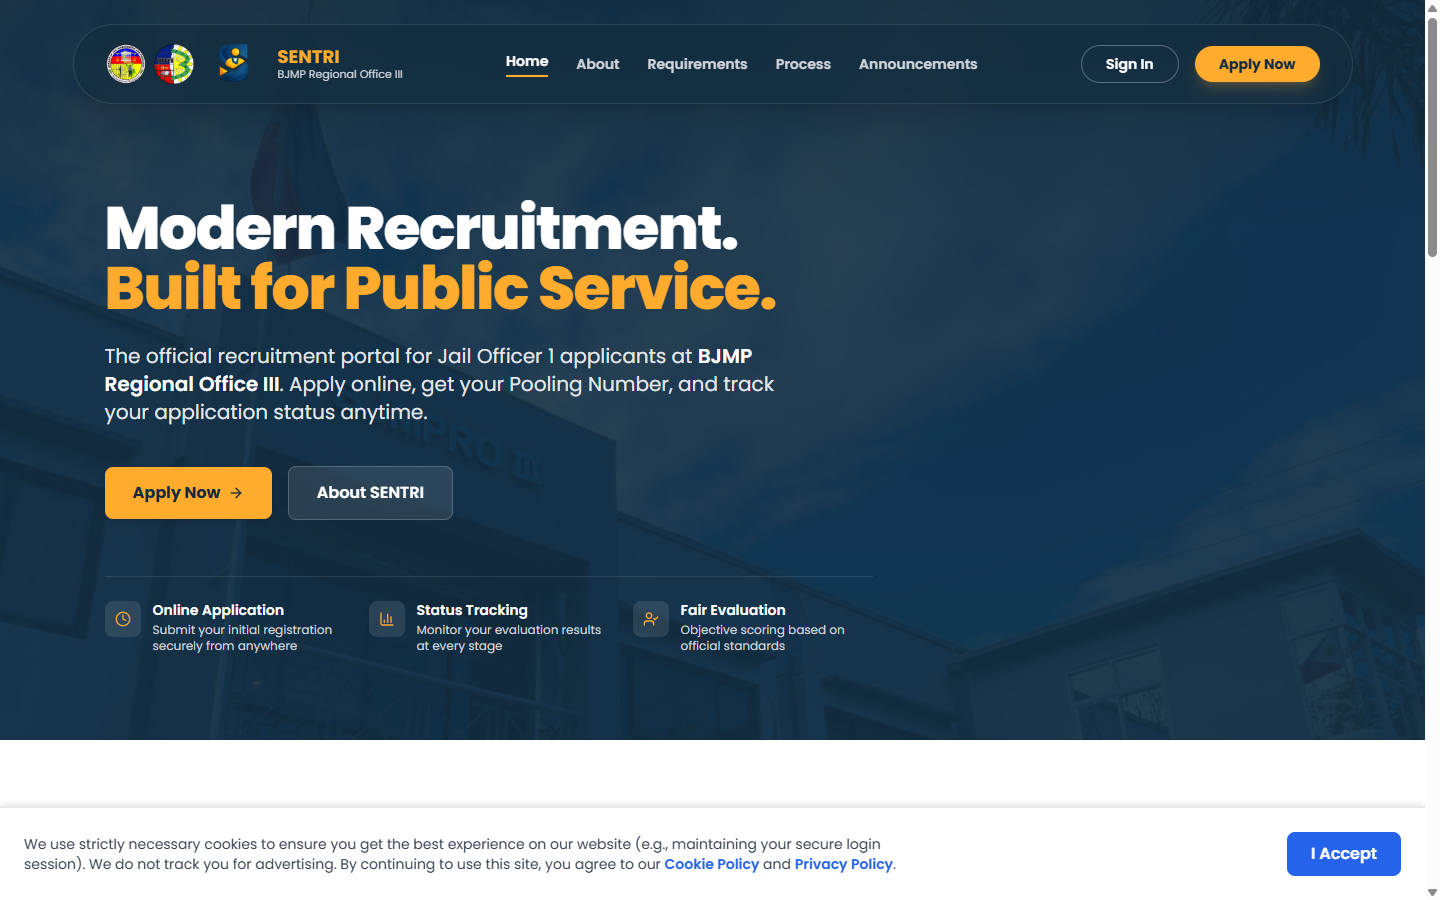 SENTRI
BJMP Regional Office III
Home
About
Requirements
Process
Announcements
Sign In
Apply Now
Modern Recruitment.
Built for Public Service.
The official recruitment portal for Jail Officer 1 applicants at BJMP
Regional Office III. Apply online, get your Pooling Number, and track
your application status anytime.
Apply Now →
About SENTRI
Online Application
Submit your initial registration
securely from anywhere
Status Tracking
Monitor your evaluation results
at every stage
Fair Evaluation
Objective scoring based on
official standards
We use strictly necessary cookies to ensure you get the best experience on our website (e.g., maintaining your secure login
session). We do not track you for advertising. By continuing to use this site, you agree to our Cookie Policy and Privacy Policy.
I Accept